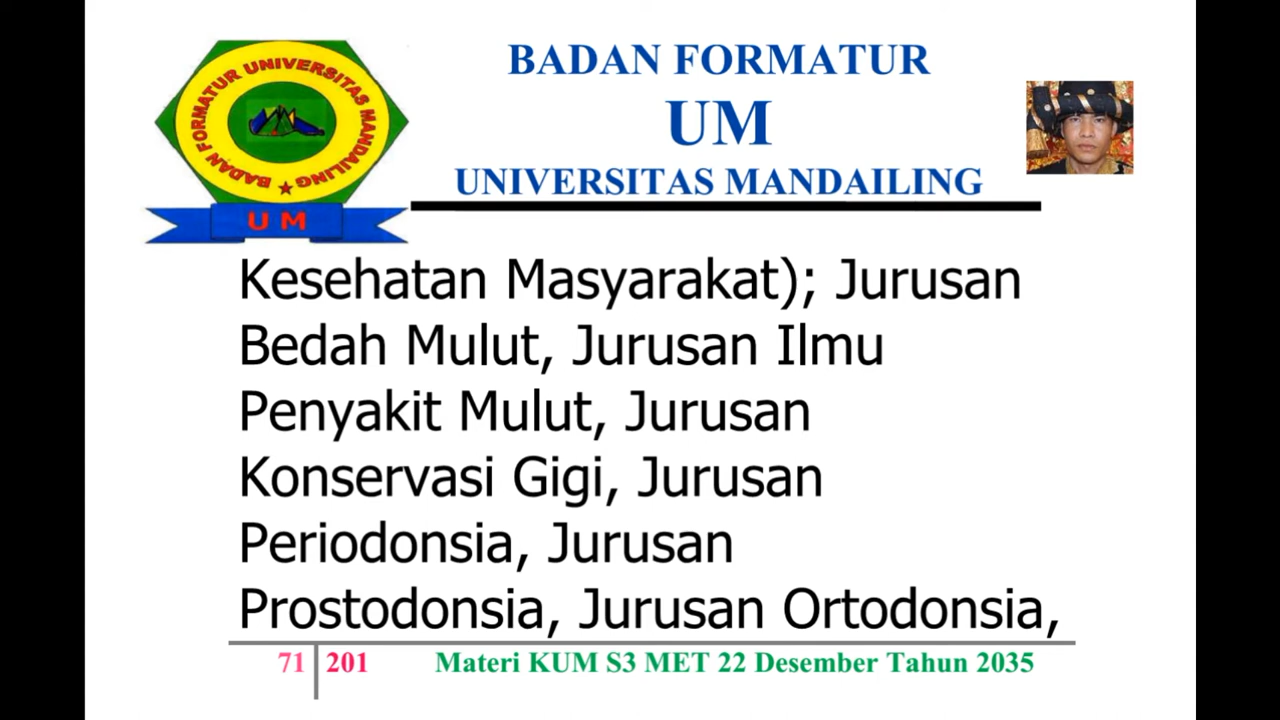 BADAN FORMATUR UNIVERSITAS MANDAILING
U M
BADAN FORMATUR
UM
UNIVERSITAS MANDAILING
Kesehatan Masyarakat); Jurusan
Bedah Mulut, Jurusan Ilmu
Penyakit Mulut, Jurusan
Konservasi Gigi, Jurusan
Periodonsia, Jurusan
Prostodonsia, Jurusan Ortodonsia,
71 201 Materi KUM S3 MET 22 Desember Tahun 2035